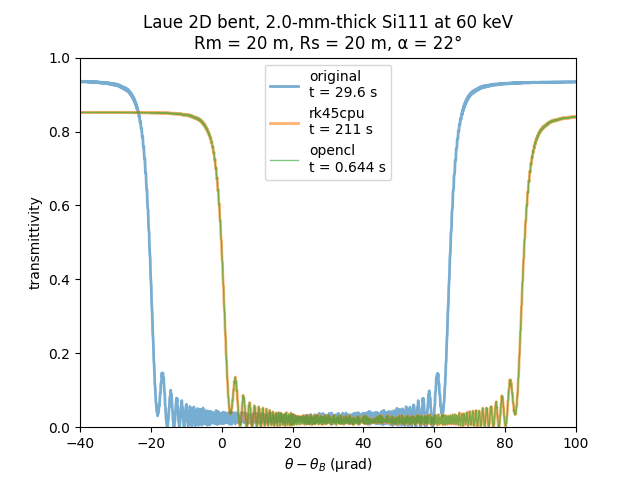 Laue 2D bent, 2.0-mm-thick Si111 at 60 keV
Rm = 20 m, Rs = 20 m, α = 22°
original
t = 29.6 s
rk45cpu
t = 211 s
opencl
t = 0.644 s
transmittivity
1.0
0.8
0.6
0.4
0.2
0.0
−40 −20 0 20 40 60 80 100
θ − θ_B (μrad)